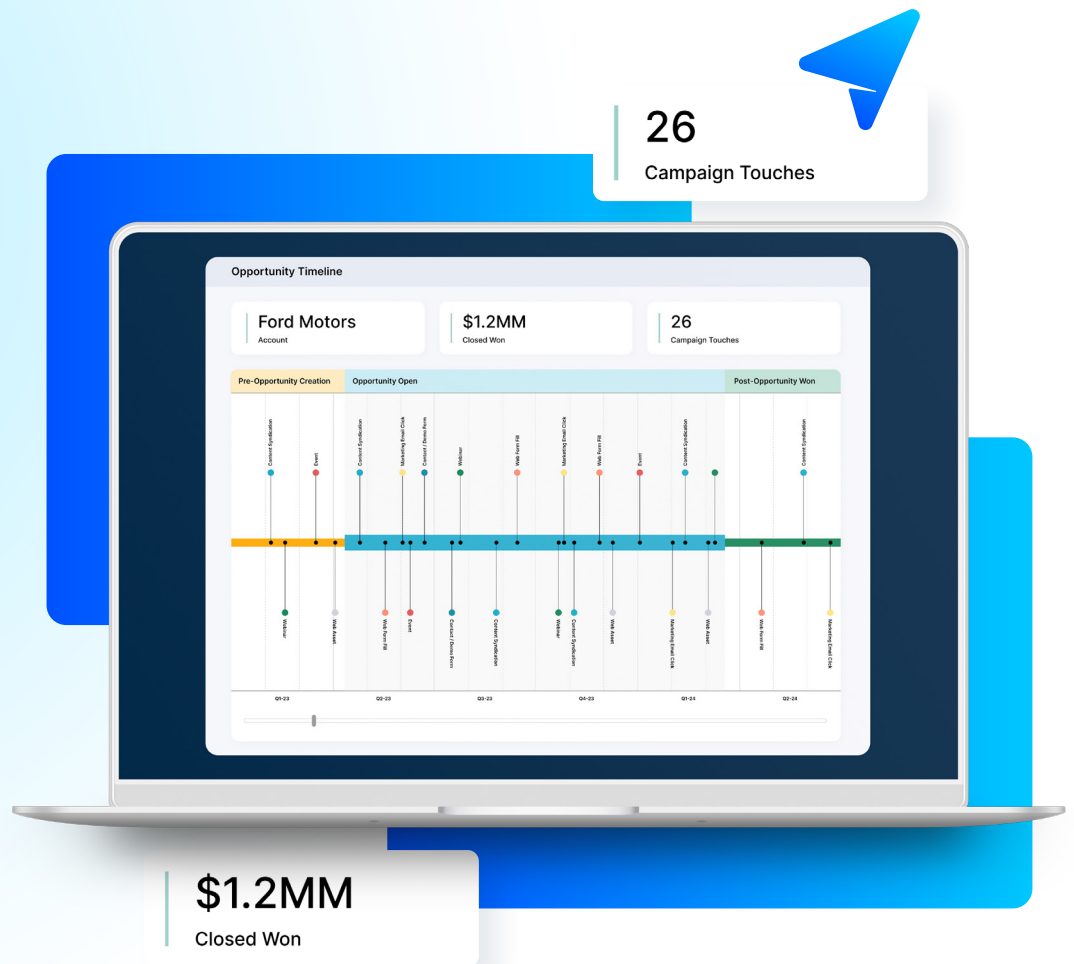 26
Campaign Touches
Opportunity Timeline
Ford Motors
Account
$1.2MM
Closed Won
26
Campaign Touches
Pre-Opportunity Creation
Opportunity Open
Post-Opportunity Won
Content Syndication
Event
Content Syndication
Marketing Email Click
Contact / Demo Form
Webinar
Web Form Fill
Marketing Email Click
Web Form Fill
Event
Content Syndication
Content Syndication
Webinar
Web Asset
Web Form Fill
Event
Contact / Demo Form
Content Syndication
Webinar
Content Syndication
Web Asset
Marketing Email Click
Web Asset
Web Form Fill
Marketing Email Click
Q1-23
Q2-23
Q3-23
Q4-23
Q1-24
Q2-24
$1.2MM
Closed Won